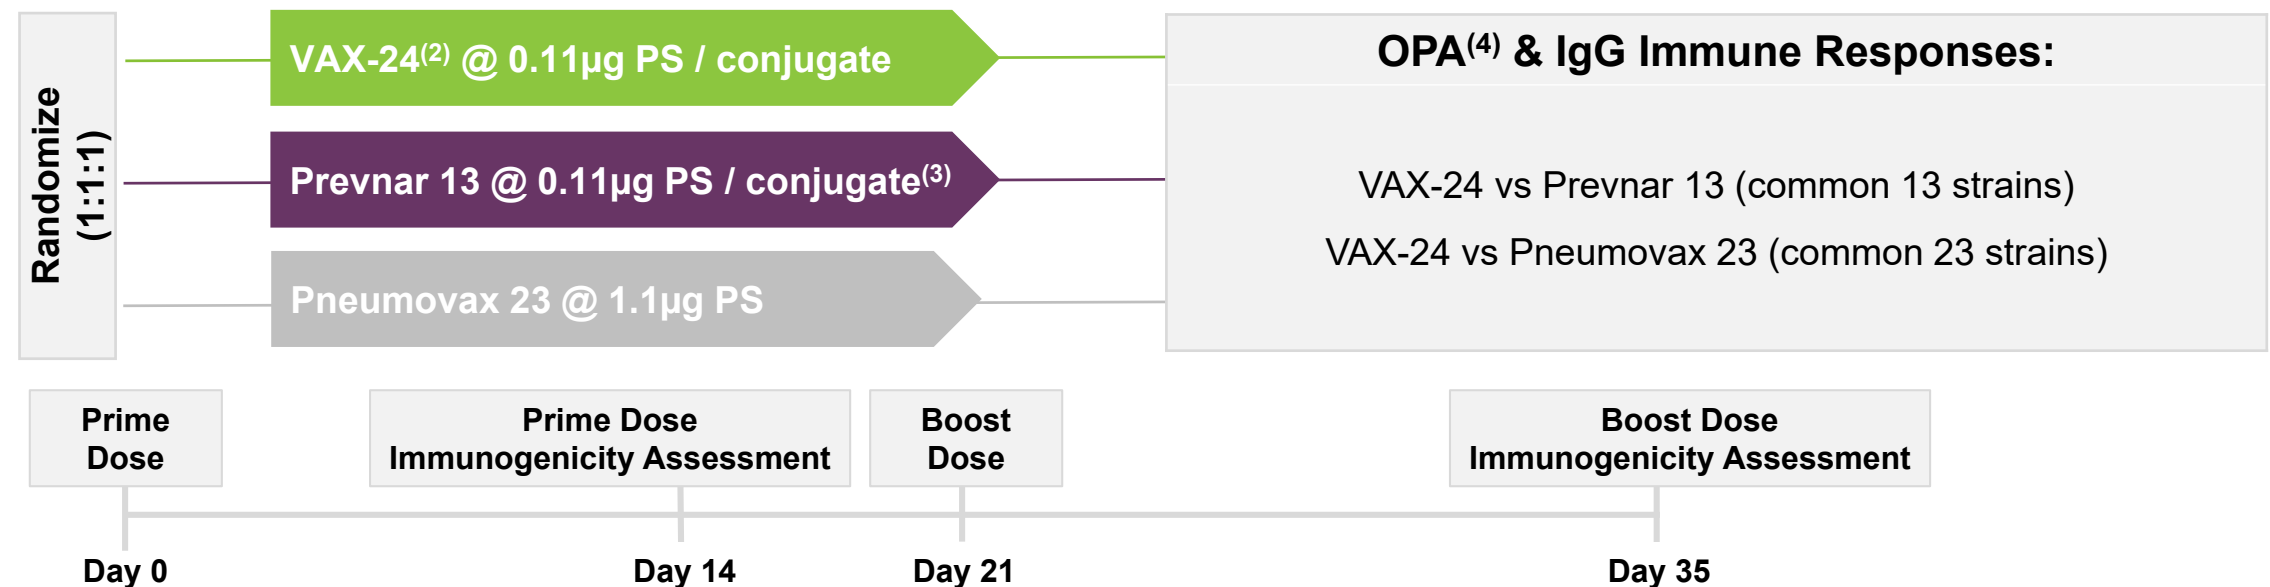 Randomize
(1:1:1)
VAX-24(2) @ 0.11µg PS / conjugate
Prevnar 13 @ 0.11µg PS / conjugate(3)
Pneumovax 23 @ 1.1µg PS
OPA(4) & IgG Immune Responses:
VAX-24 vs Prevnar 13 (common 13 strains)
VAX-24 vs Pneumovax 23 (common 23 strains)
Prime
Dose
Prime Dose
Immunogenicity Assessment
Boost
Dose
Boost Dose
Immunogenicity Assessment
Day 0
Day 14
Day 21
Day 35